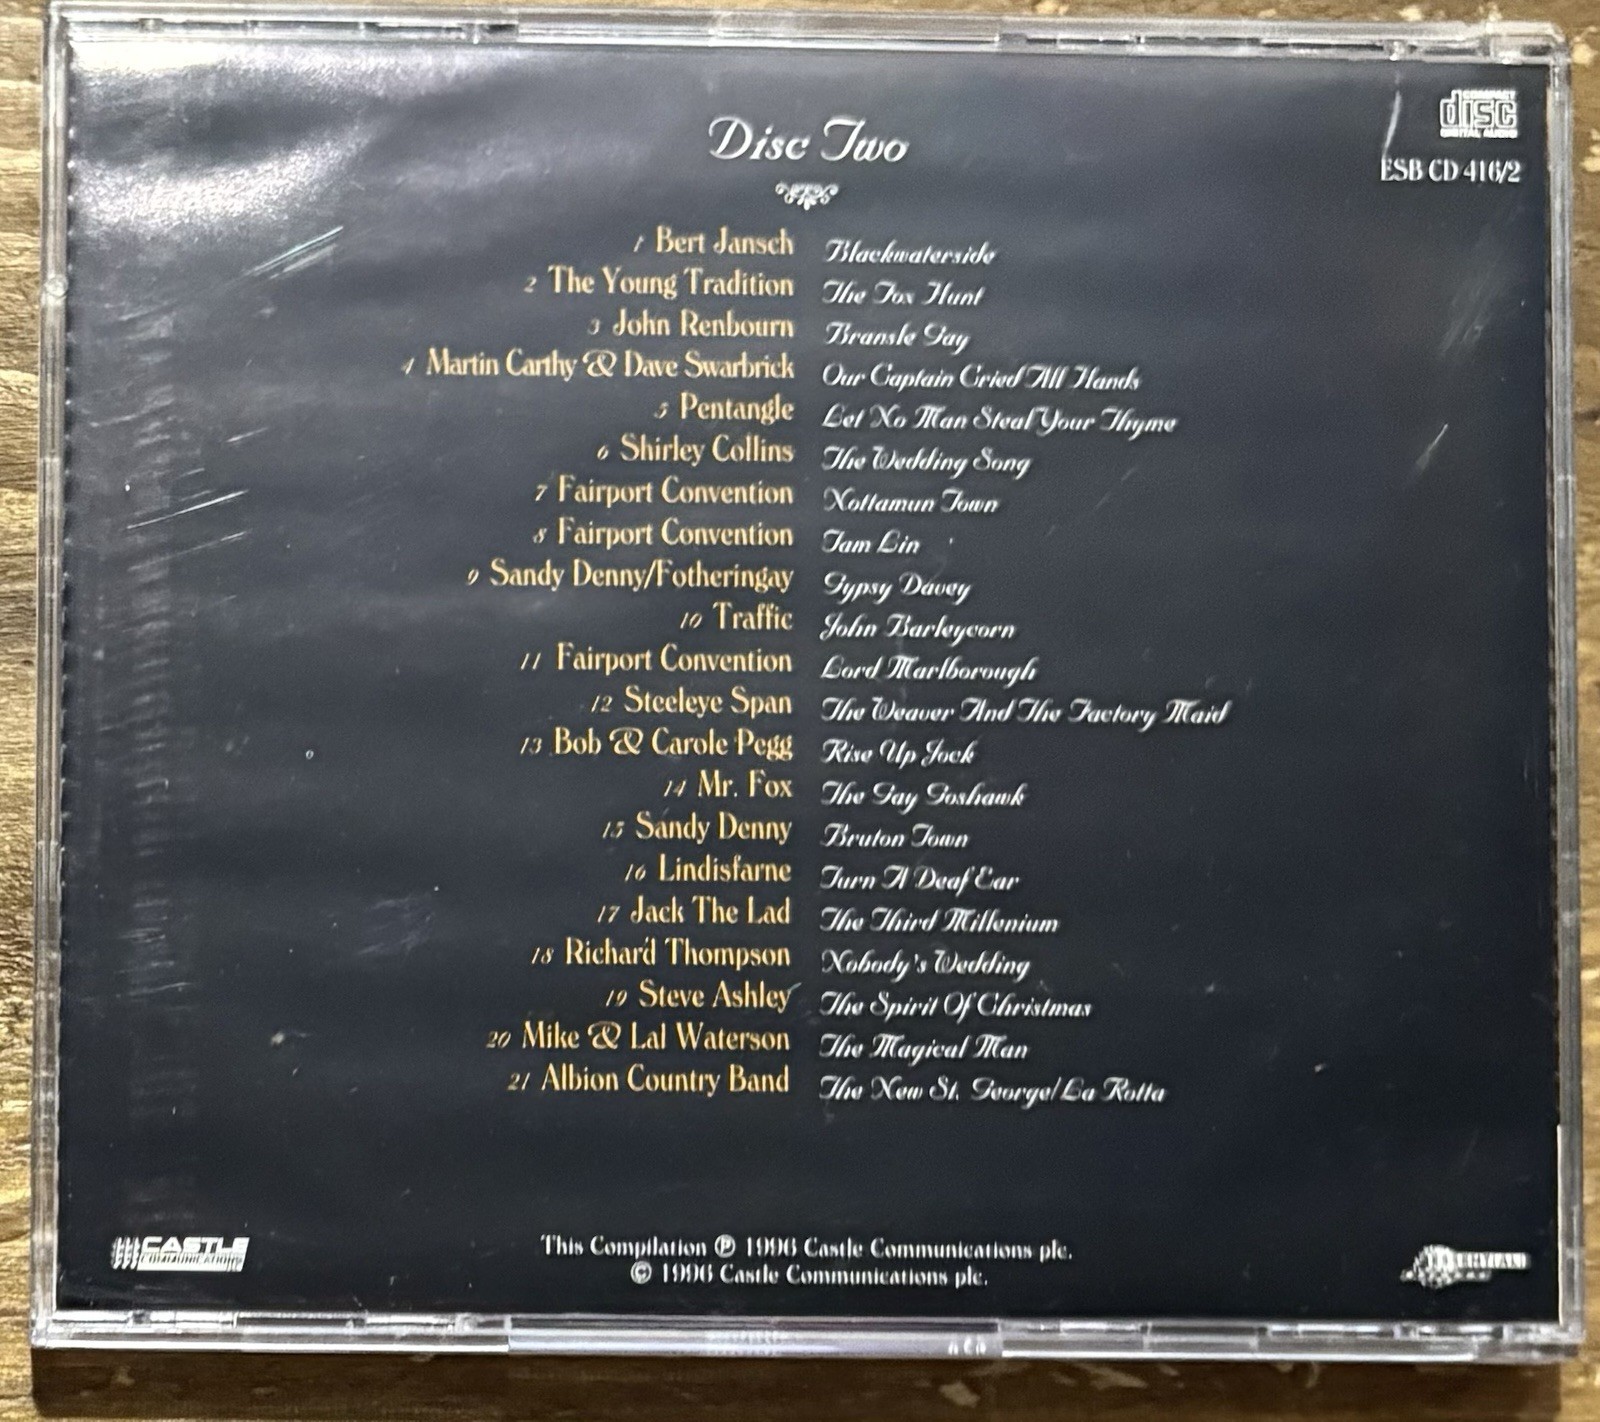 COMPACT
disc
DIGITAL AUDIO
ESB CD 416/2
Disc Two
1 Bert Jansch Blackwaterside
2 The Young Tradition The Fox Hunt
3 John Renbourn Bransle Gay
4 Martin Carthy & Dave Swarbrick Our Captain Cried All Hands
5 Pentangle Let No Man Steal Your Thyme
6 Shirley Collins The Wedding Song
7 Fairport Convention Nottamun Town
8 Fairport Convention Tam Lin
9 Sandy Denny/Fotheringay Gypsy Davey
10 Traffic John Barleycorn
11 Fairport Convention Lord Marlborough
12 Steeleye Span The Weaver And The Factory Maid
13 Bob & Carole Pegg Rise Up Jock
14 Mr. Fox The Gay Goshawk
15 Sandy Denny Bruton Town
16 Lindisfarne Turn A Deaf Ear
17 Jack The Lad The Third Millenium
18 Richard Thompson Nobody's Wedding
19 Steve Ashley The Spirit Of Christmas
20 Mike & Lal Waterson The Magical Man
21 Albion Country Band The New St. George/La Rotta
CASTLE
COMMUNICATIONS
This Compilation ℗ 1996 Castle Communications plc.
© 1996 Castle Communications plc.